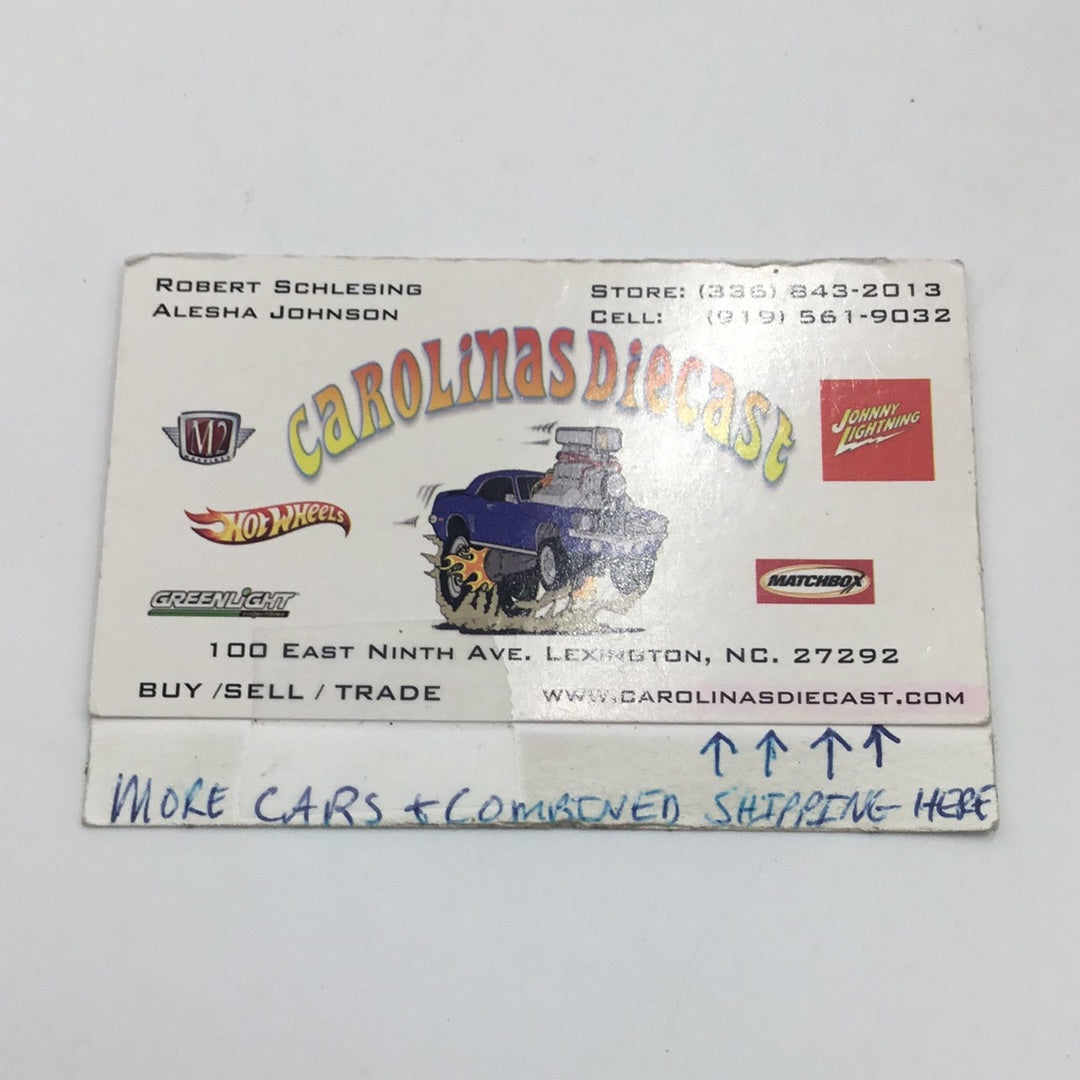 ROBERT SCHLESING
ALESHA JOHNSON
STORE: (336) 843-2013
CELL: (919) 561-9032
CAROLINAS DIECAST
M2
MACHINES
JOHNNY
LIGHTNING
HOT WHEELS
MATCHBOX
GREENLIGHT
100 EAST NINTH AVE. LEXINGTON, NC. 27292
BUY /SELL / TRADE
WWW.CAROLINASDIECAST.COM
MORE CARS + COMBINED SHIPPING HERE